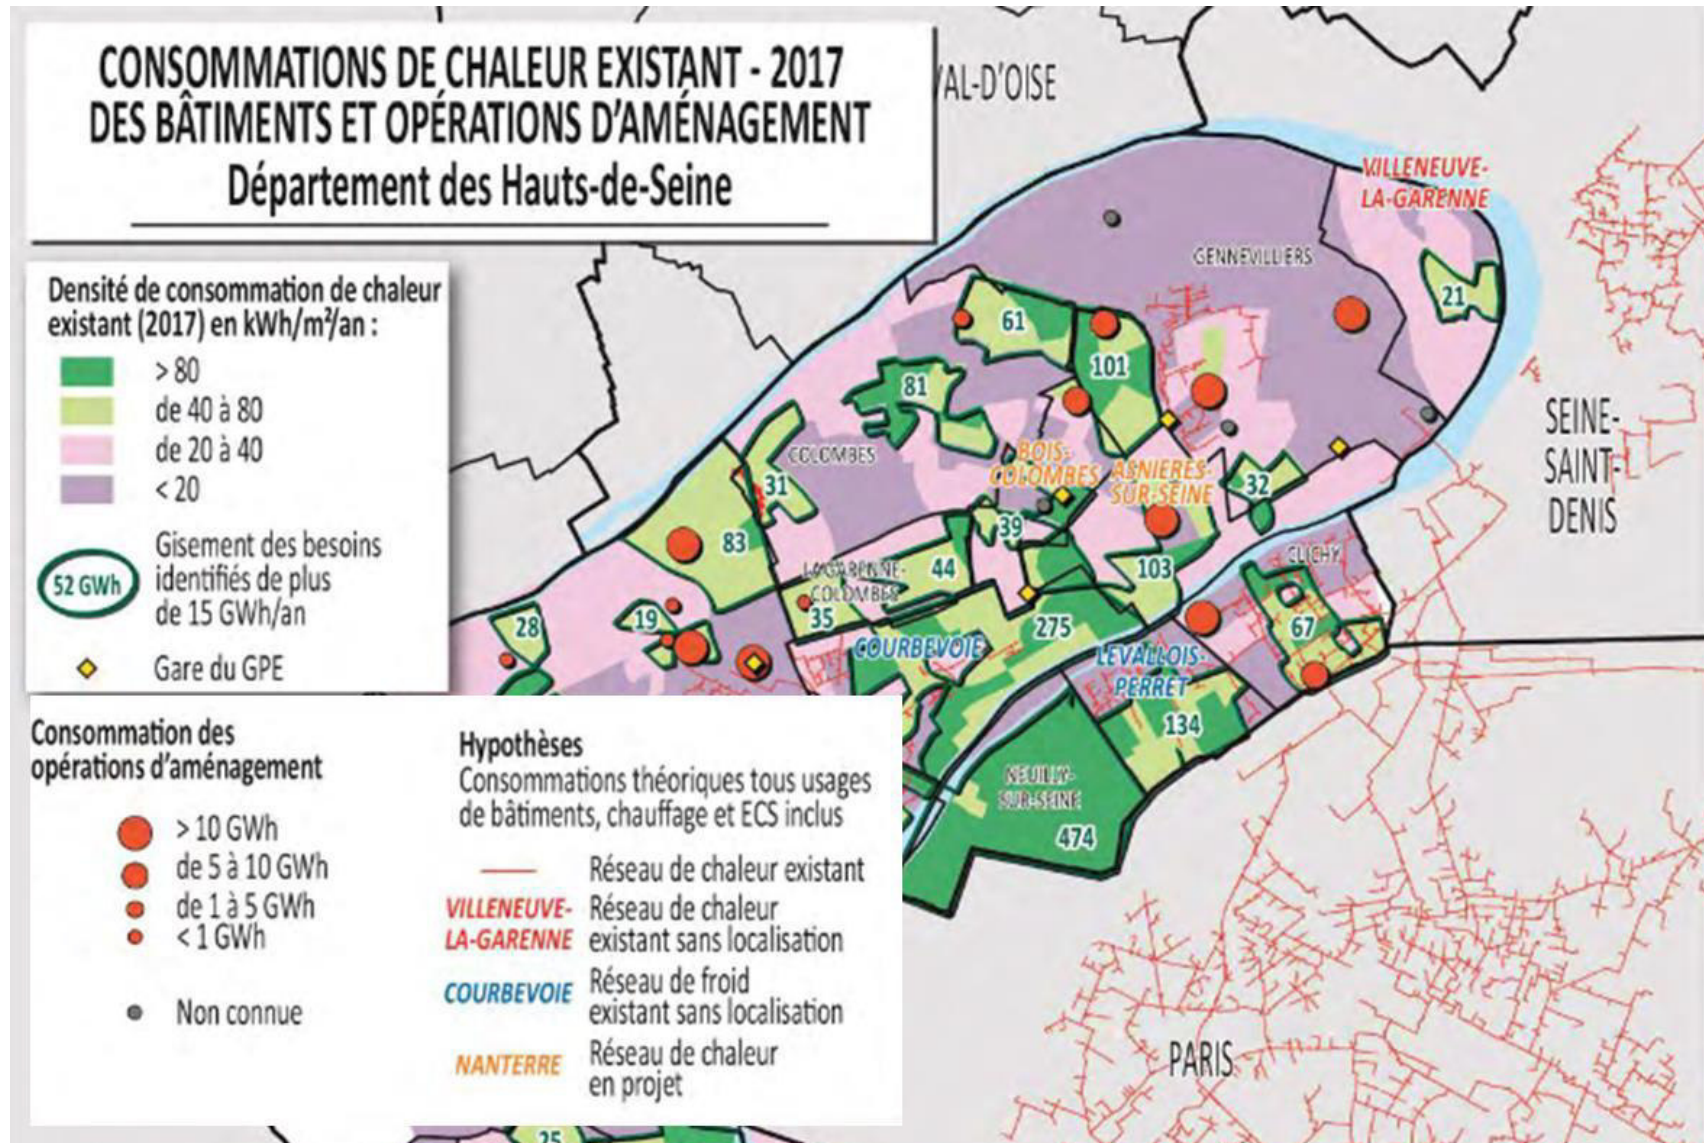 CONSOMMATIONS DE CHALEUR EXISTANT - 2017
DES BÂTIMENTS ET OPÉRATIONS D'AMÉNAGEMENT
Département des Hauts-de-Seine
Densité de consommation de chaleur
existant (2017) en kWh/m²/an :
> 80
de 40 à 80
de 20 à 40
< 20
52 GWh
Gisement des besoins
identifiés de plus
de 15 GWh/an
Gare du GPE
Consommation des
opérations d'aménagement
> 10 GWh
de 5 à 10 GWh
de 1 à 5 GWh
< 1 GWh
Non connue
Hypothèses
Consommations théoriques tous usages
de bâtiments, chauffage et ECS inclus
Réseau de chaleur existant
VILLENEUVE-
LA-GARENNE
Réseau de chaleur
existant sans localisation
COURBEVOIE
Réseau de froid
existant sans localisation
NANTERRE
Réseau de chaleur
en projet
VAL-D'OISE
VILLENEUVE-
LA-GARENNE
GENNEVILLIERS
21
61
101
81
SEINE-
SAINT-
DENIS
COLOMBES
BOIS-
COLOMBES
ASNIERES-
SUR-SEINE
31
32
39
83
LA GARENNE-
COLOMBES
44
103
CLICHY
35
28
19
275
67
COURBEVOIE
LEVALLOIS-
PERRET
134
NEUILLY-
SUR-SEINE
474
PARIS
25